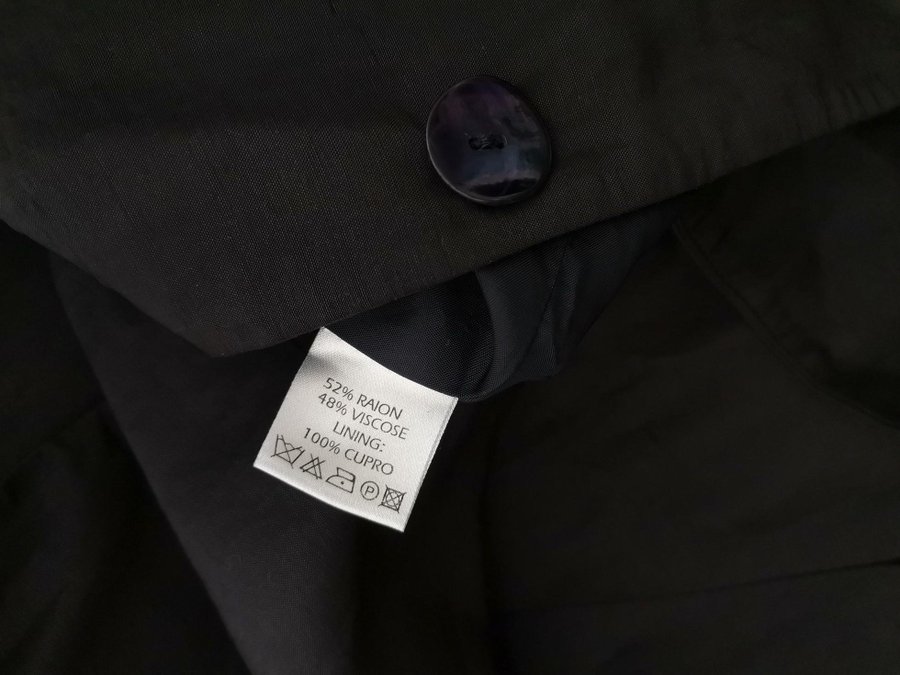 52% RAION
48% VISCOSE
LINING:
100% CUPRO
P